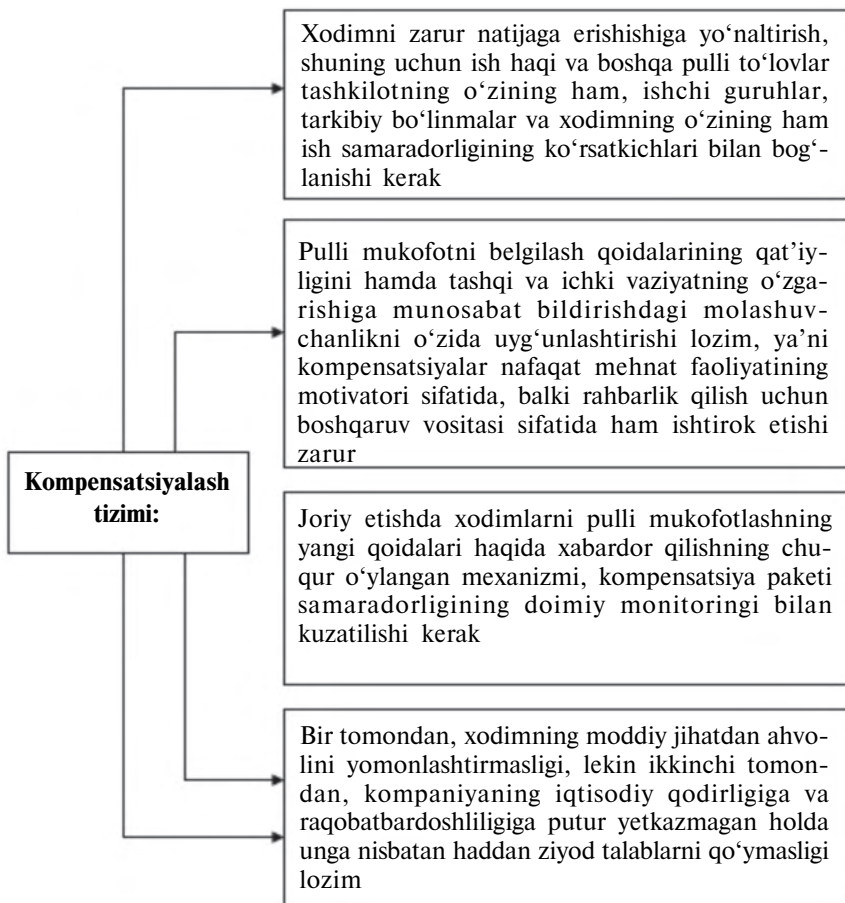 Xodimni zarur natijaga erishishiga yo‘naltirish,
shuning uchun ish haqi va boshqa pulli to‘lovlar
tashkilotning o‘zining ham, ishchi guruhlar,
tarkibiy bo‘linmalar va xodimning o‘zining ham
ish samaradorligining ko‘rsatkichlari bilan bog‘-
lanishi kerak
Pulli mukofotni belgilash qoidalarining qat’iy-
ligini hamda tashqi va ichki vaziyatning o‘zga-
rishiga munosabat bildirishdagi molashuv-
chanlikni o‘zida uyg‘unlashtirishi lozim, ya’ni
kompensatsiyalar nafaqat mehnat faoliyatining
motivatori sifatida, balki rahbarlik qilish uchun
boshqaruv vositasi sifatida ham ishtirok etishi
zarur
Kompensatsiyalash
tizimi:
Joriy etishda xodimlarni pulli mukofotlashning
yangi qoidalari haqida xabardor qilishning chu-
qur o‘ylangan mexanizmi, kompensatsiya paketi
samaradorligining doimiy monitoringi bilan
kuzatilishi kerak
Bir tomondan, xodimning moddiy jihatdan ahvo-
lini yomonlashtirmasligi, lekin ikkinchi tomon-
dan, kompaniyaning iqtisodiy qodirligiga va
raqobatbardoshliligiga putur yetkazmagan holda
unga nisbatan haddan ziyod talablarni qo‘ymasligi
lozim